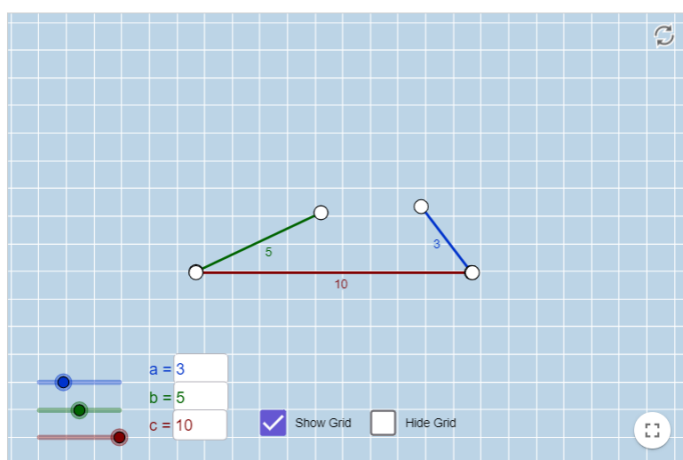 5
3
10
a = 3
b = 5
c = 10
Show Grid
Hide Grid